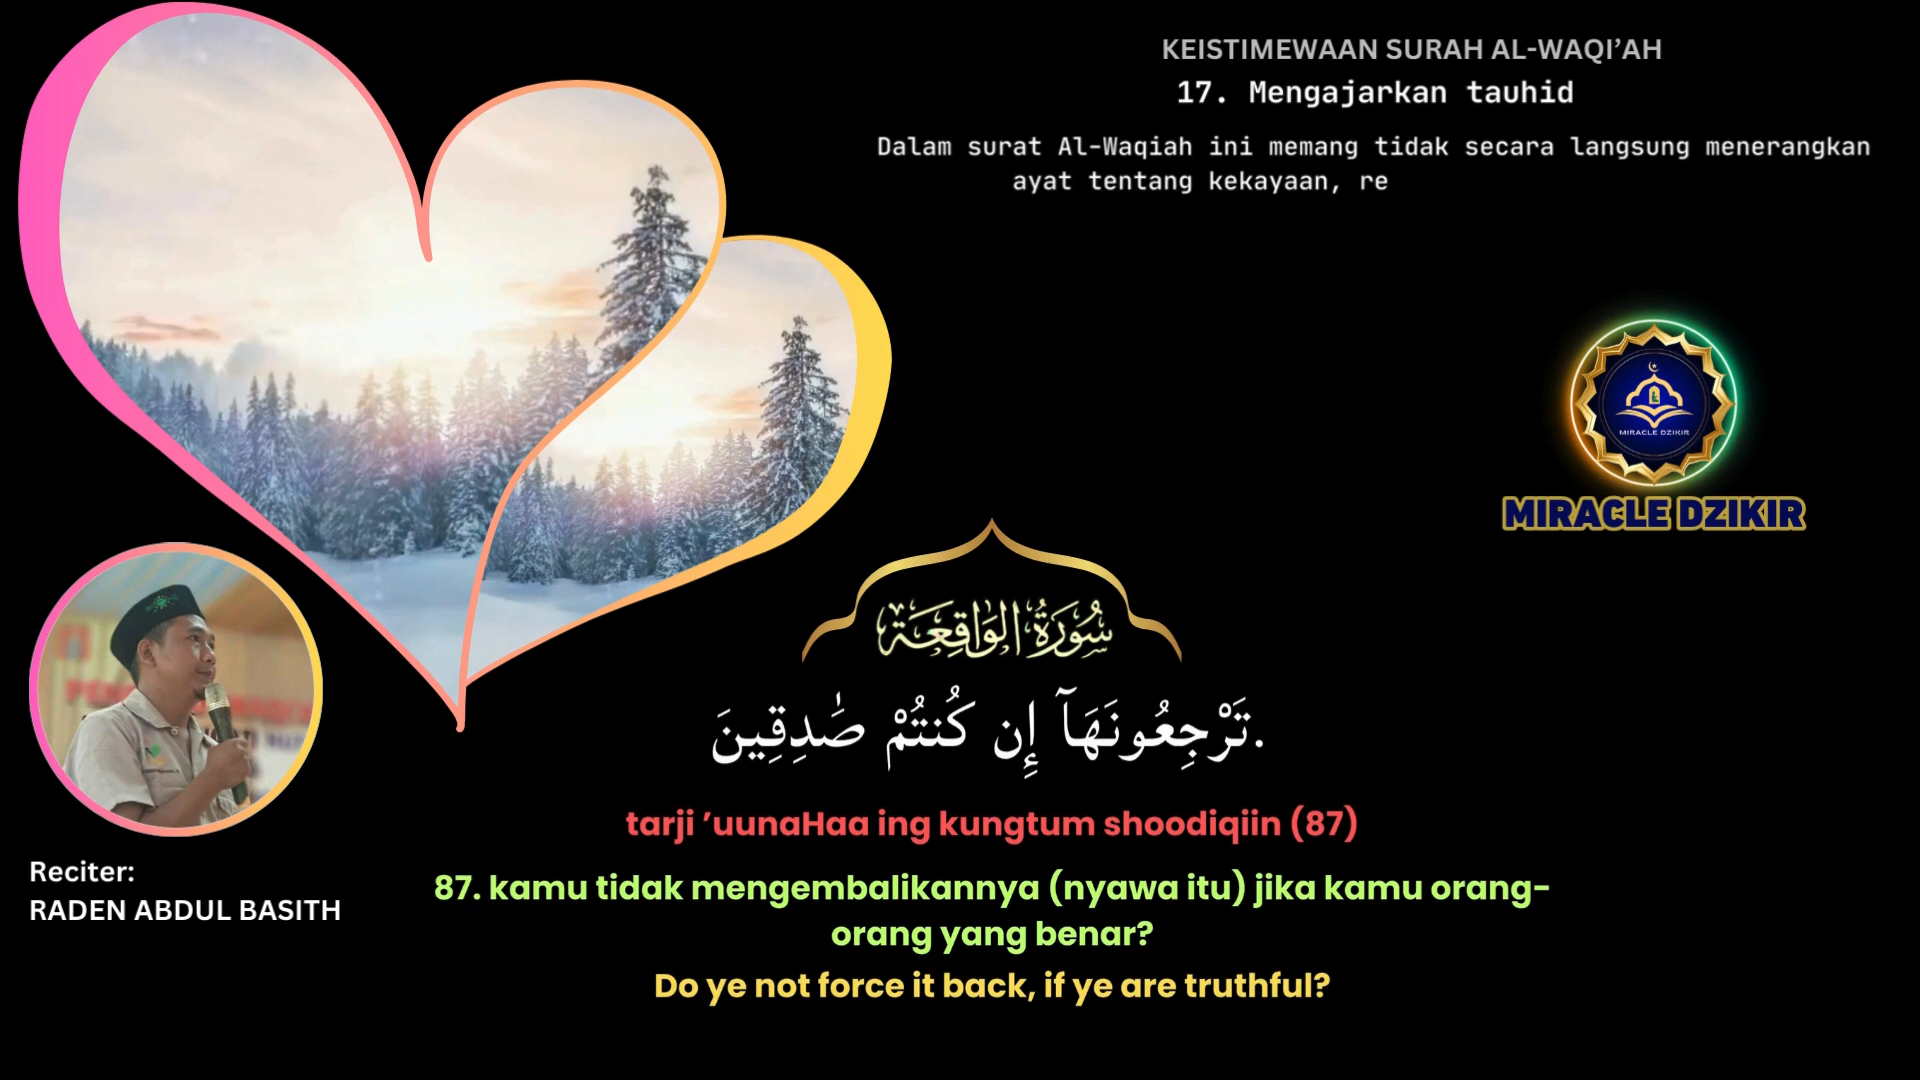 KEISTIMEWAAN SURAH AL-WAQI’AH
17. Mengajarkan tauhid
Dalam surat Al-Waqiah ini memang tidak secara langsung menerangkan
ayat tentang kekayaan, re
MIRACLE DZIKIR
MIRACLE DZIKIR
سُورَةُ الوَاقِعَة
تَرْجِعُونَهَآ إِن كُنتُمْ صَٰدِقِينَ.
tarji ’uunaHaa ing kungtum shoodiqiin (87)
Reciter:
RADEN ABDUL BASITH
87. kamu tidak mengembalikannya (nyawa itu) jika kamu orang-
orang yang benar?
Do ye not force it back, if ye are truthful?